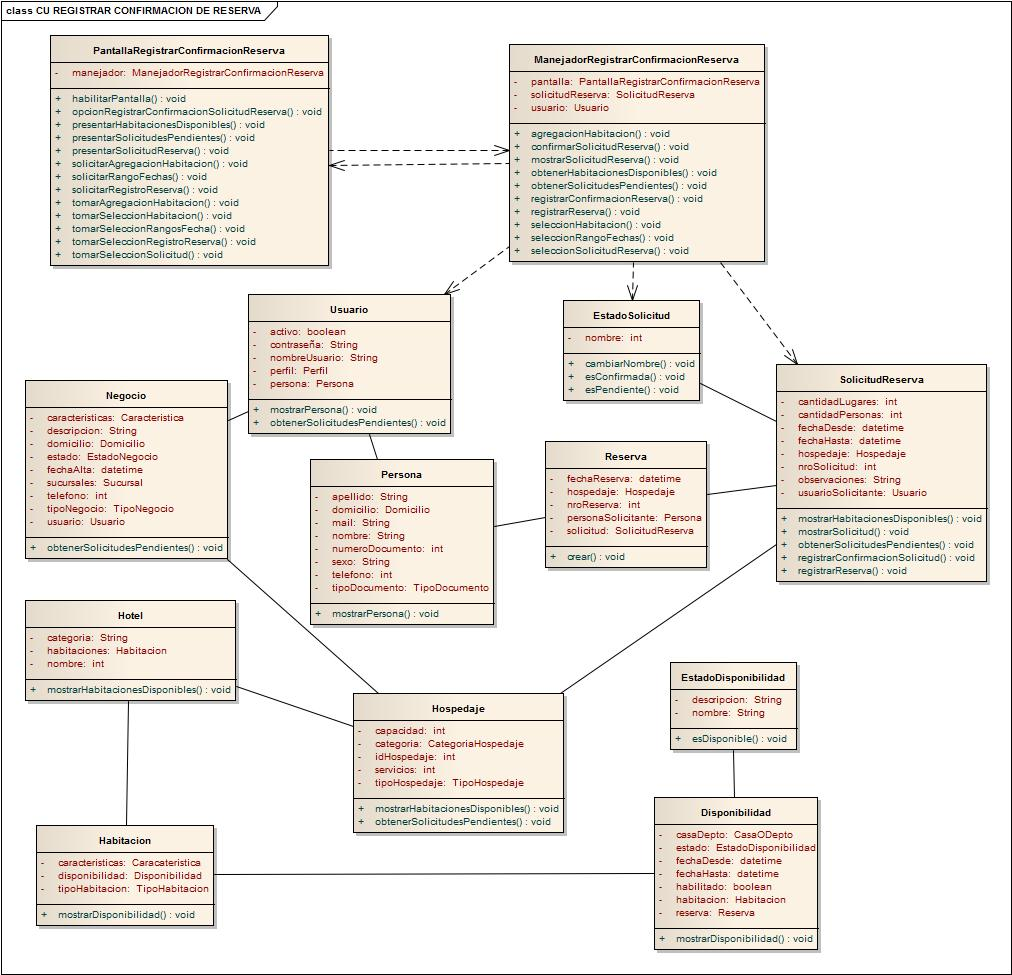 class CU REGISTRAR CONFIRMACION DE RESERVA
PantallaRegistrarConfirmacionReserva
- manejador: ManejadorRegistrarConfirmacionReserva
+ habilitarPantalla() : void
+ opcionRegistrarConfirmacionSolicitudReserva() : void
+ presentarHabitacionesDisponibles() : void
+ presentarSolicitudesPendientes() : void
+ presentarSolicitudReserva() : void
+ solicitarAgregacionHabitacion() : void
+ solicitarRangoFechas() : void
+ solicitarRegistroReserva() : void
+ tomarAgregacionHabitacion() : void
+ tomarSeleccionHabitacion() : void
+ tomarSeleccionRangosFecha() : void
+ tomarSeleccionRegistroReserva() : void
+ tomarSeleccionSolicitud() : void
ManejadorRegistrarConfirmacionReserva
- pantalla: PantallaRegistrarConfirmacionReserva
- solicitudReserva: SolicitudReserva
- usuario: Usuario
+ agregacionHabitacion() : void
+ confirmarSolicitudReserva() : void
+ mostrarSolicitudReserva() : void
+ obtenerHabitacionesDisponibles() : void
+ obtenerSolicitudesPendientes() : void
+ registrarConfirmacionReserva() : void
+ registrarReserva() : void
+ seleccionHabitacion() : void
+ seleccionRangoFechas() : void
+ seleccionSolicitudReserva() : void
Usuario
- activo: boolean
- contraseña: String
- nombreUsuario: String
- perfil: Perfil
- persona: Persona
+ mostrarPersona() : void
+ obtenerSolicitudesPendientes() : void
EstadoSolicitud
- nombre: int
+ cambiarNombre() : void
+ esConfirmada() : void
+ esPendiente() : void
SolicitudReserva
- cantidadLugares: int
- cantidadPersonas: int
- fechaDesde: datetime
- fechaHasta: datetime
- hospedaje: Hospedaje
- nroSolicitud: int
- observaciones: String
- usuarioSolicitante: Usuario
+ mostrarHabitacionesDisponibles() : void
+ mostrarSolicitud() : void
+ obtenerSolicitudesPendientes() : void
+ registrarConfirmacionSolicitud() : void
+ registrarReserva() : void
Negocio
- caracteristicas: Caracteristica
- descripcion: String
- domicilio: Domicilio
- estado: EstadoNegocio
- fechaAlta: datetime
- sucursales: Sucursal
- telefono: int
- tipoNegocio: TipoNegocio
- usuario: Usuario
+ obtenerSolicitudesPendientes() : void
Persona
- apellido: String
- domicilio: Domicilio
- mail: String
- nombre: String
- numeroDocumento: int
- sexo: String
- telefono: int
- tipoDocumento: TipoDocumento
+ mostrarPersona() : void
Reserva
- fechaReserva: datetime
- hospedaje: Hospedaje
- nroReserva: int
- personaSolicitante: Persona
- solicitud: SolicitudReserva
+ crear() : void
Hotel
- categoria: String
- habitaciones: Habitacion
- nombre: int
+ mostrarHabitacionesDisponibles() : void
Hospedaje
- capacidad: int
- categoria: CategoriaHospedaje
- idHospedaje: int
- servicios: int
- tipoHospedaje: TipoHospedaje
+ mostrarHabitacionesDisponibles() : void
+ obtenerSolicitudesPendientes() : void
EstadoDisponibilidad
- descripcion: String
- nombre: String
+ esDisponible() : void
Habitacion
- caracteristicas: Caracateristica
- disponibilidad: Disponibilidad
- tipoHabitacion: TipoHabitacion
+ mostrarDisponibilidad() : void
Disponibilidad
- casaDepto: CasaODepto
- estado: EstadoDisponibilidad
- fechaDesde: datetime
- fechaHasta: datetime
- habilitado: boolean
- habitacion: Habitacion
- reserva: Reserva
+ mostrarDisponibilidad() : void